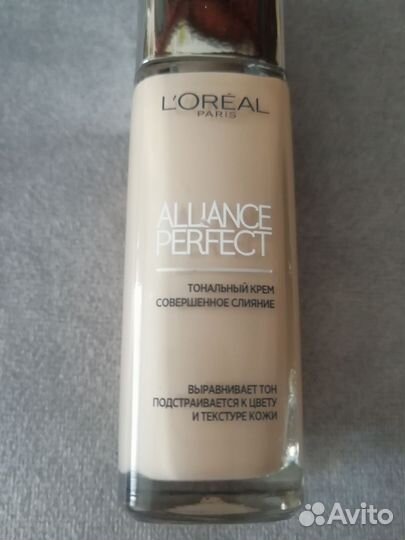 L'ORÉAL
PARIS
ALLIANCE
PERFECT
ТОНАЛЬНЫЙ КРЕМ
СОВЕРШЕННОЕ СЛИЯНИЕ
ВЫРАВНИВАЕТ ТОН
ПОДСТРАИВАЕТСЯ К ЦВЕТУ
И ТЕКСТУРЕ КОЖИ
Avito